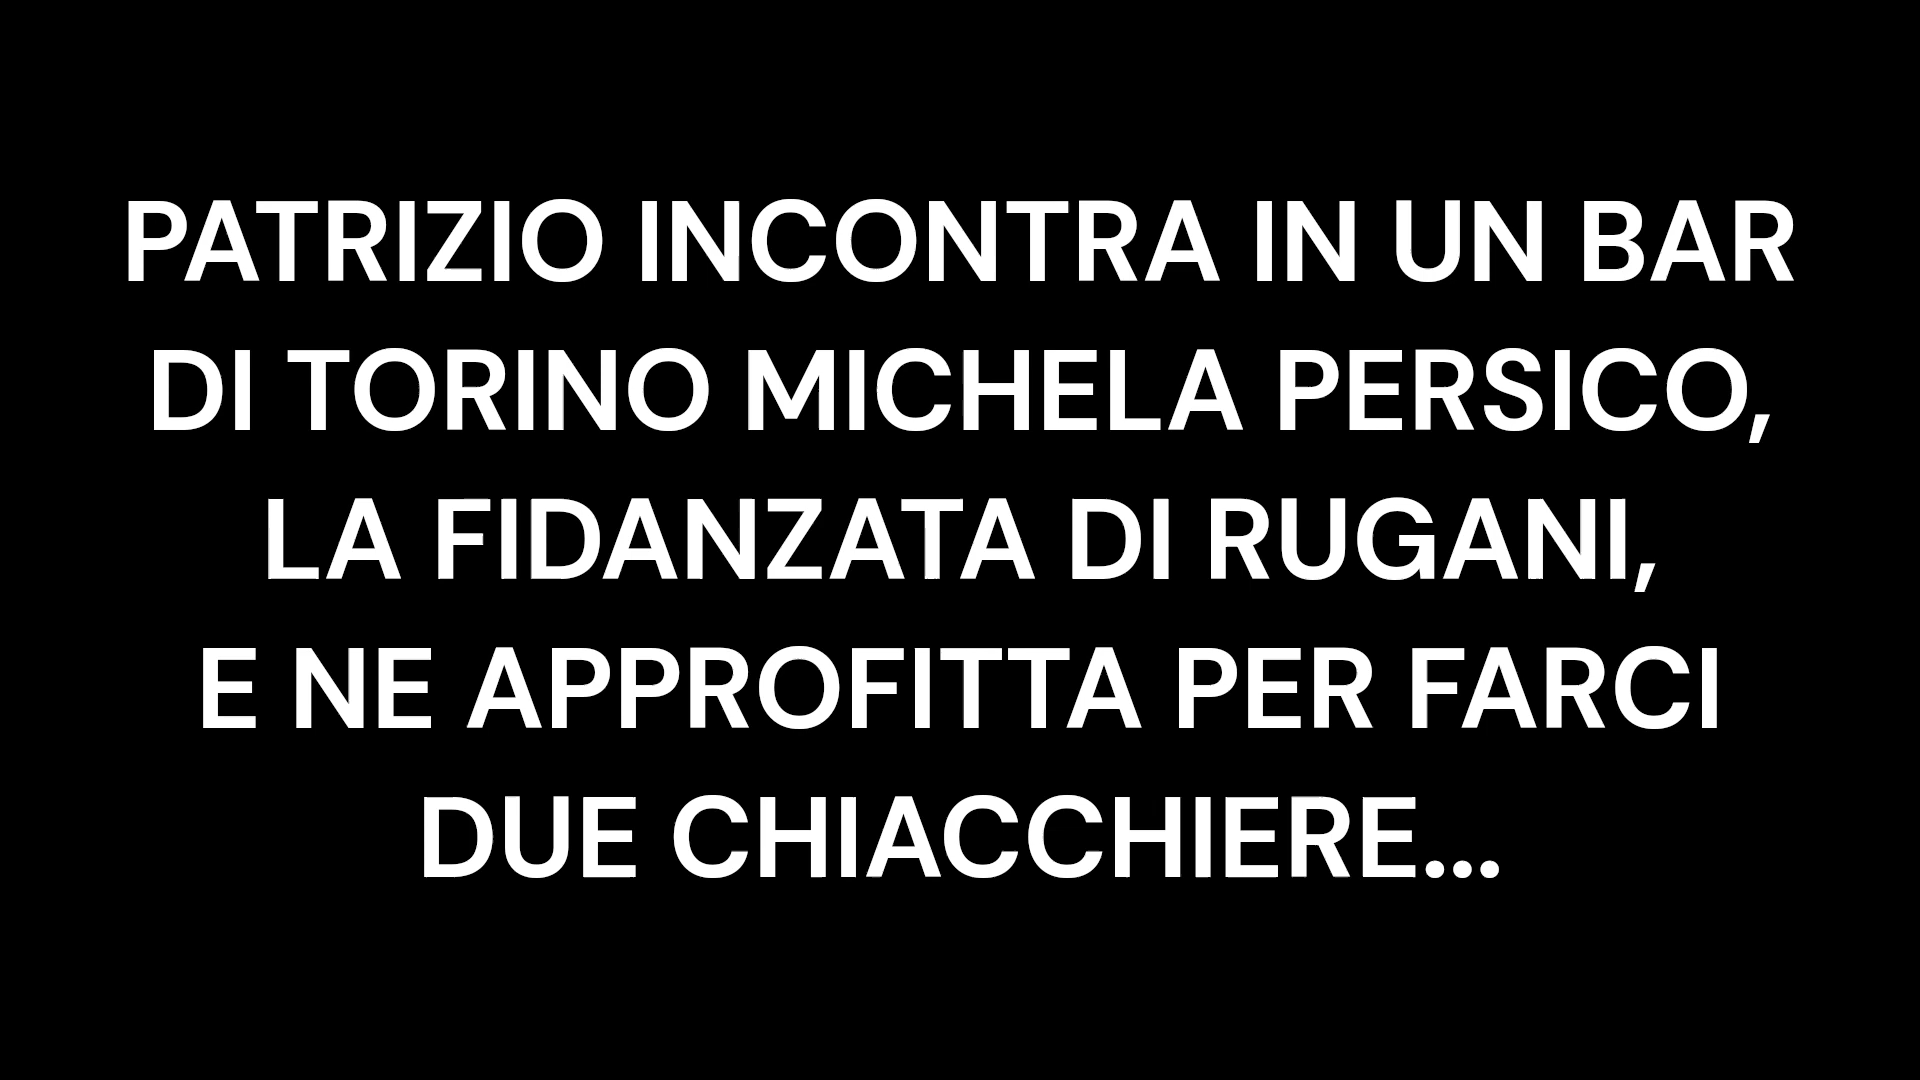 PATRIZIO INCONTRA IN UN BAR
DI TORINO MICHELA PERSICO,
LA FIDANZATA DI RUGANI,
E NE APPROFITTA PER FARCI
DUE CHIACCHIERE...